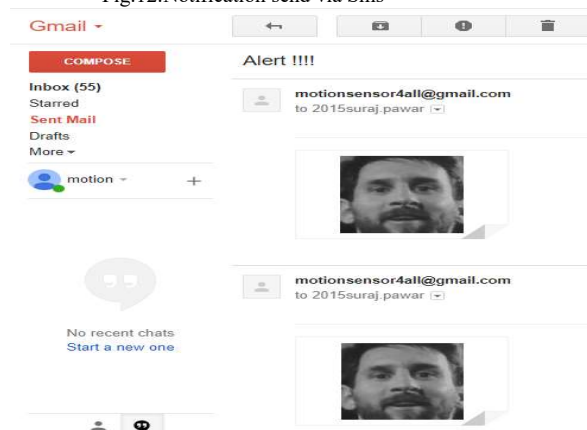 Fig.12:Notification send via Sms
Gmail
COMPOSE
Inbox (55)
Starred
Sent Mail
Drafts
More
motion
No recent chats
Start a new one
Alert !!!!
motionsensor4all@gmail.com
to 2015suraj.pawar
motionsensor4all@gmail.com
to 2015suraj.pawar